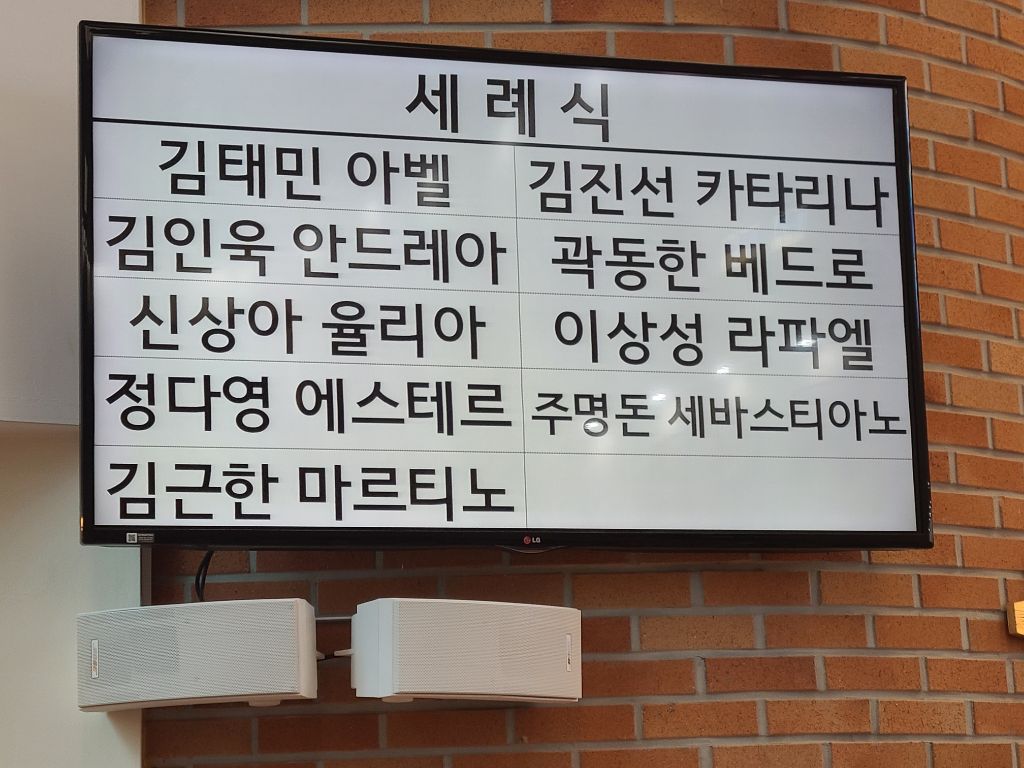 세 례 식
김태민 아벨
김진선 카타리나
김인욱 안드레아
곽동한 베드로
신상아 율리아
이상성 라파엘
정다영 에스테르
주명돈 세바스티아노
김근한 마르티노
LG